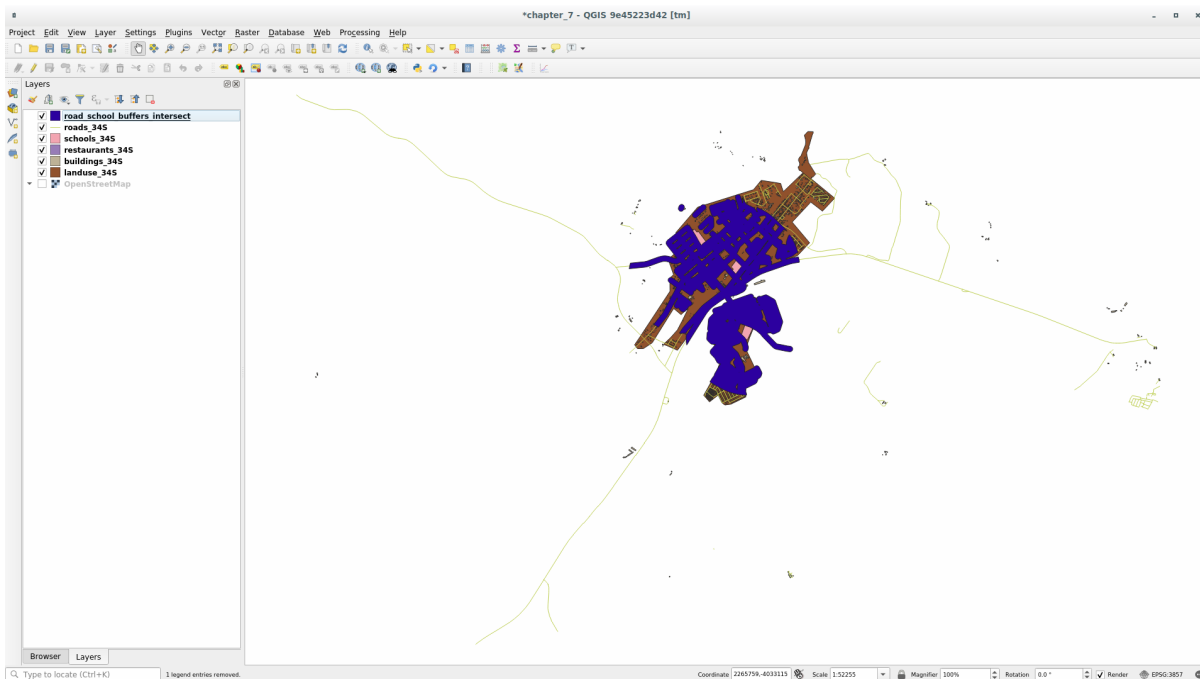 *chapter_7 - QGIS 9e45223d42 [tm]
Project Edit View Layer Settings Plugins Vector Raster Database Web Processing Help
Layers
road_school_buffers_intersect
roads_34S
schools_34S
restaurants_34S
buildings_34S
landuse_34S
OpenStreetMap
Browser Layers
Type to locate (Ctrl+K) 1 legend entries removed. Coordinate 2265759,-4033115 Scale 1:52255 Magnifier 100% Rotation 0.0 ° Render EPSG:3857